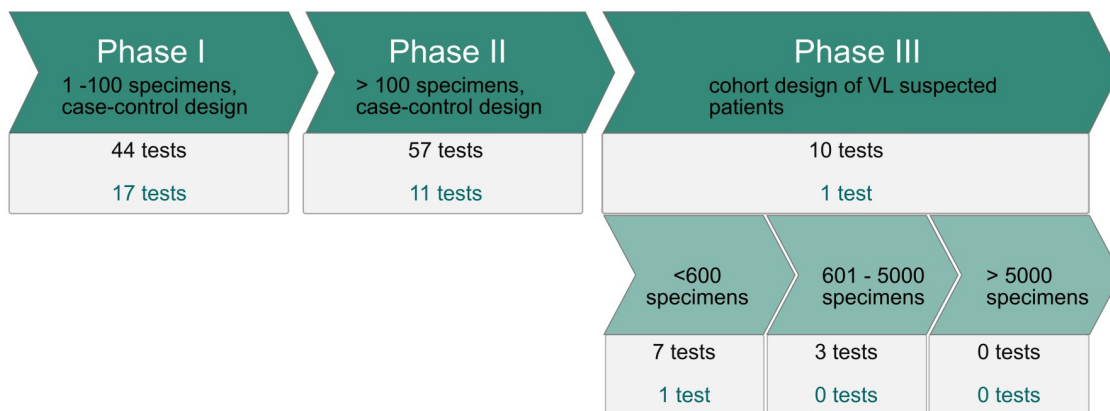 Phase I
1 -100 specimens,
case-control design
44 tests
17 tests
Phase II
> 100 specimens,
case-control design
57 tests
11 tests
Phase III
cohort design of VL suspected
patients
10 tests
1 test
<600
specimens
7 tests
1 test
601 - 5000
specimens
3 tests
0 tests
> 5000
specimens
0 tests
0 tests